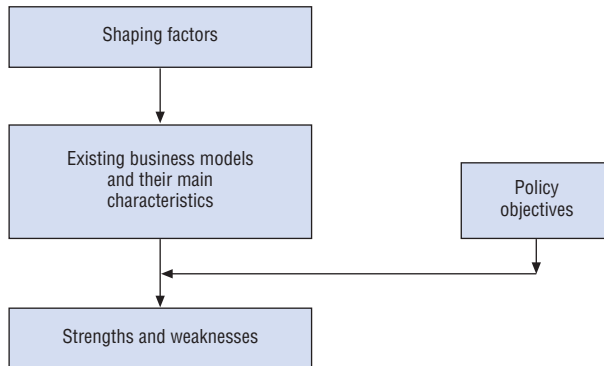 Shaping factors
Existing business models
and their main
characteristics
Policy
objectives
Strengths and weaknesses